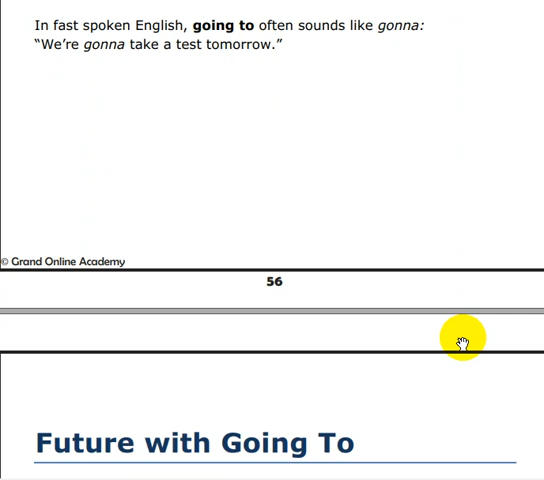 In fast spoken English, going to often sounds like gonna:
“We’re gonna take a test tomorrow.”
© Grand Online Academy
56
Future with Going To